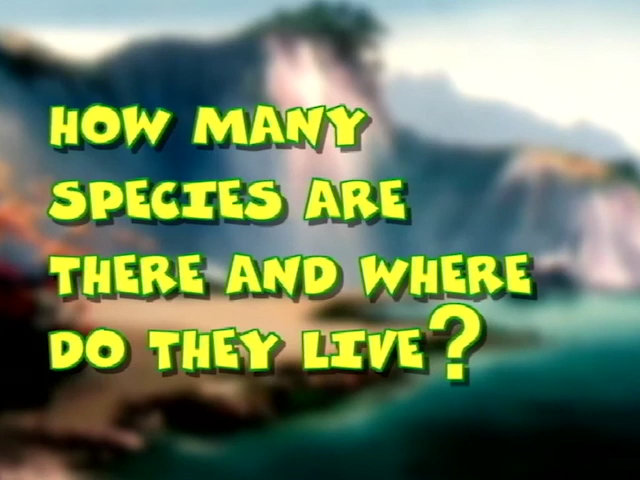 HOW MANY
SPECIES ARE
THERE AND WHERE
DO THEY LIVE?